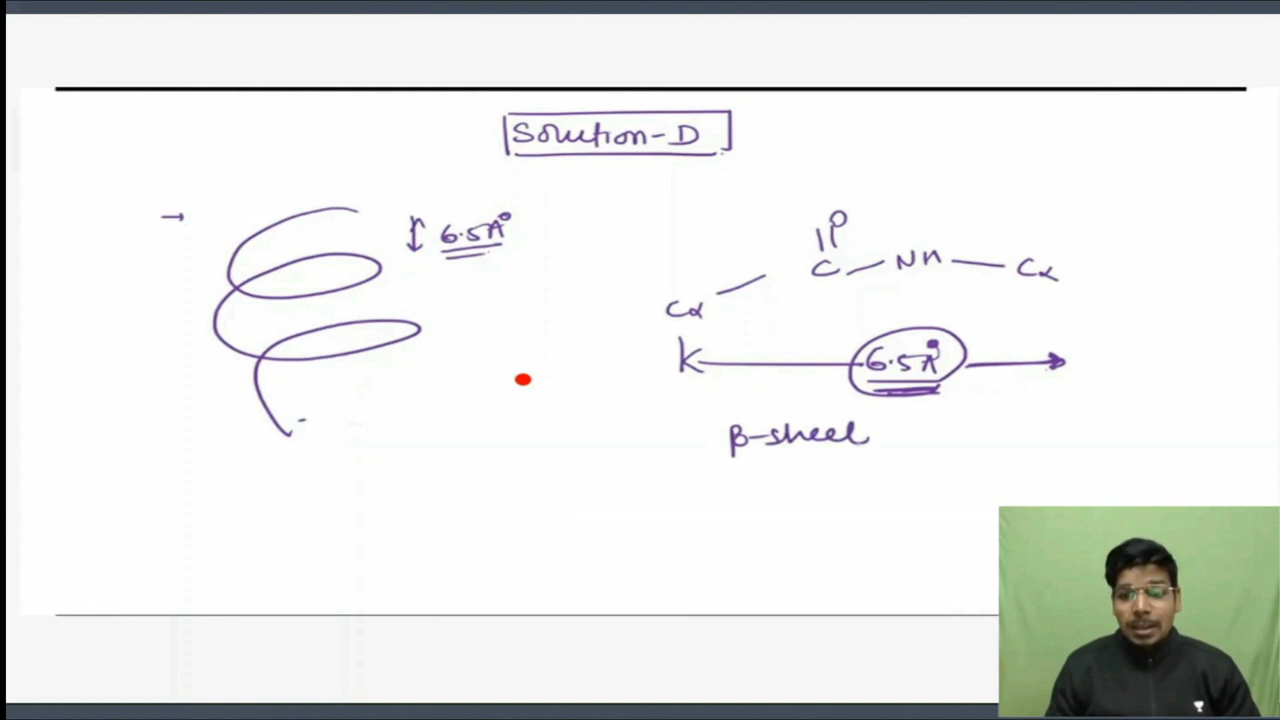 Solution-D
→
6.5A°
O
||
C — NH — Cα
Cα
6.5A°
β-sheet